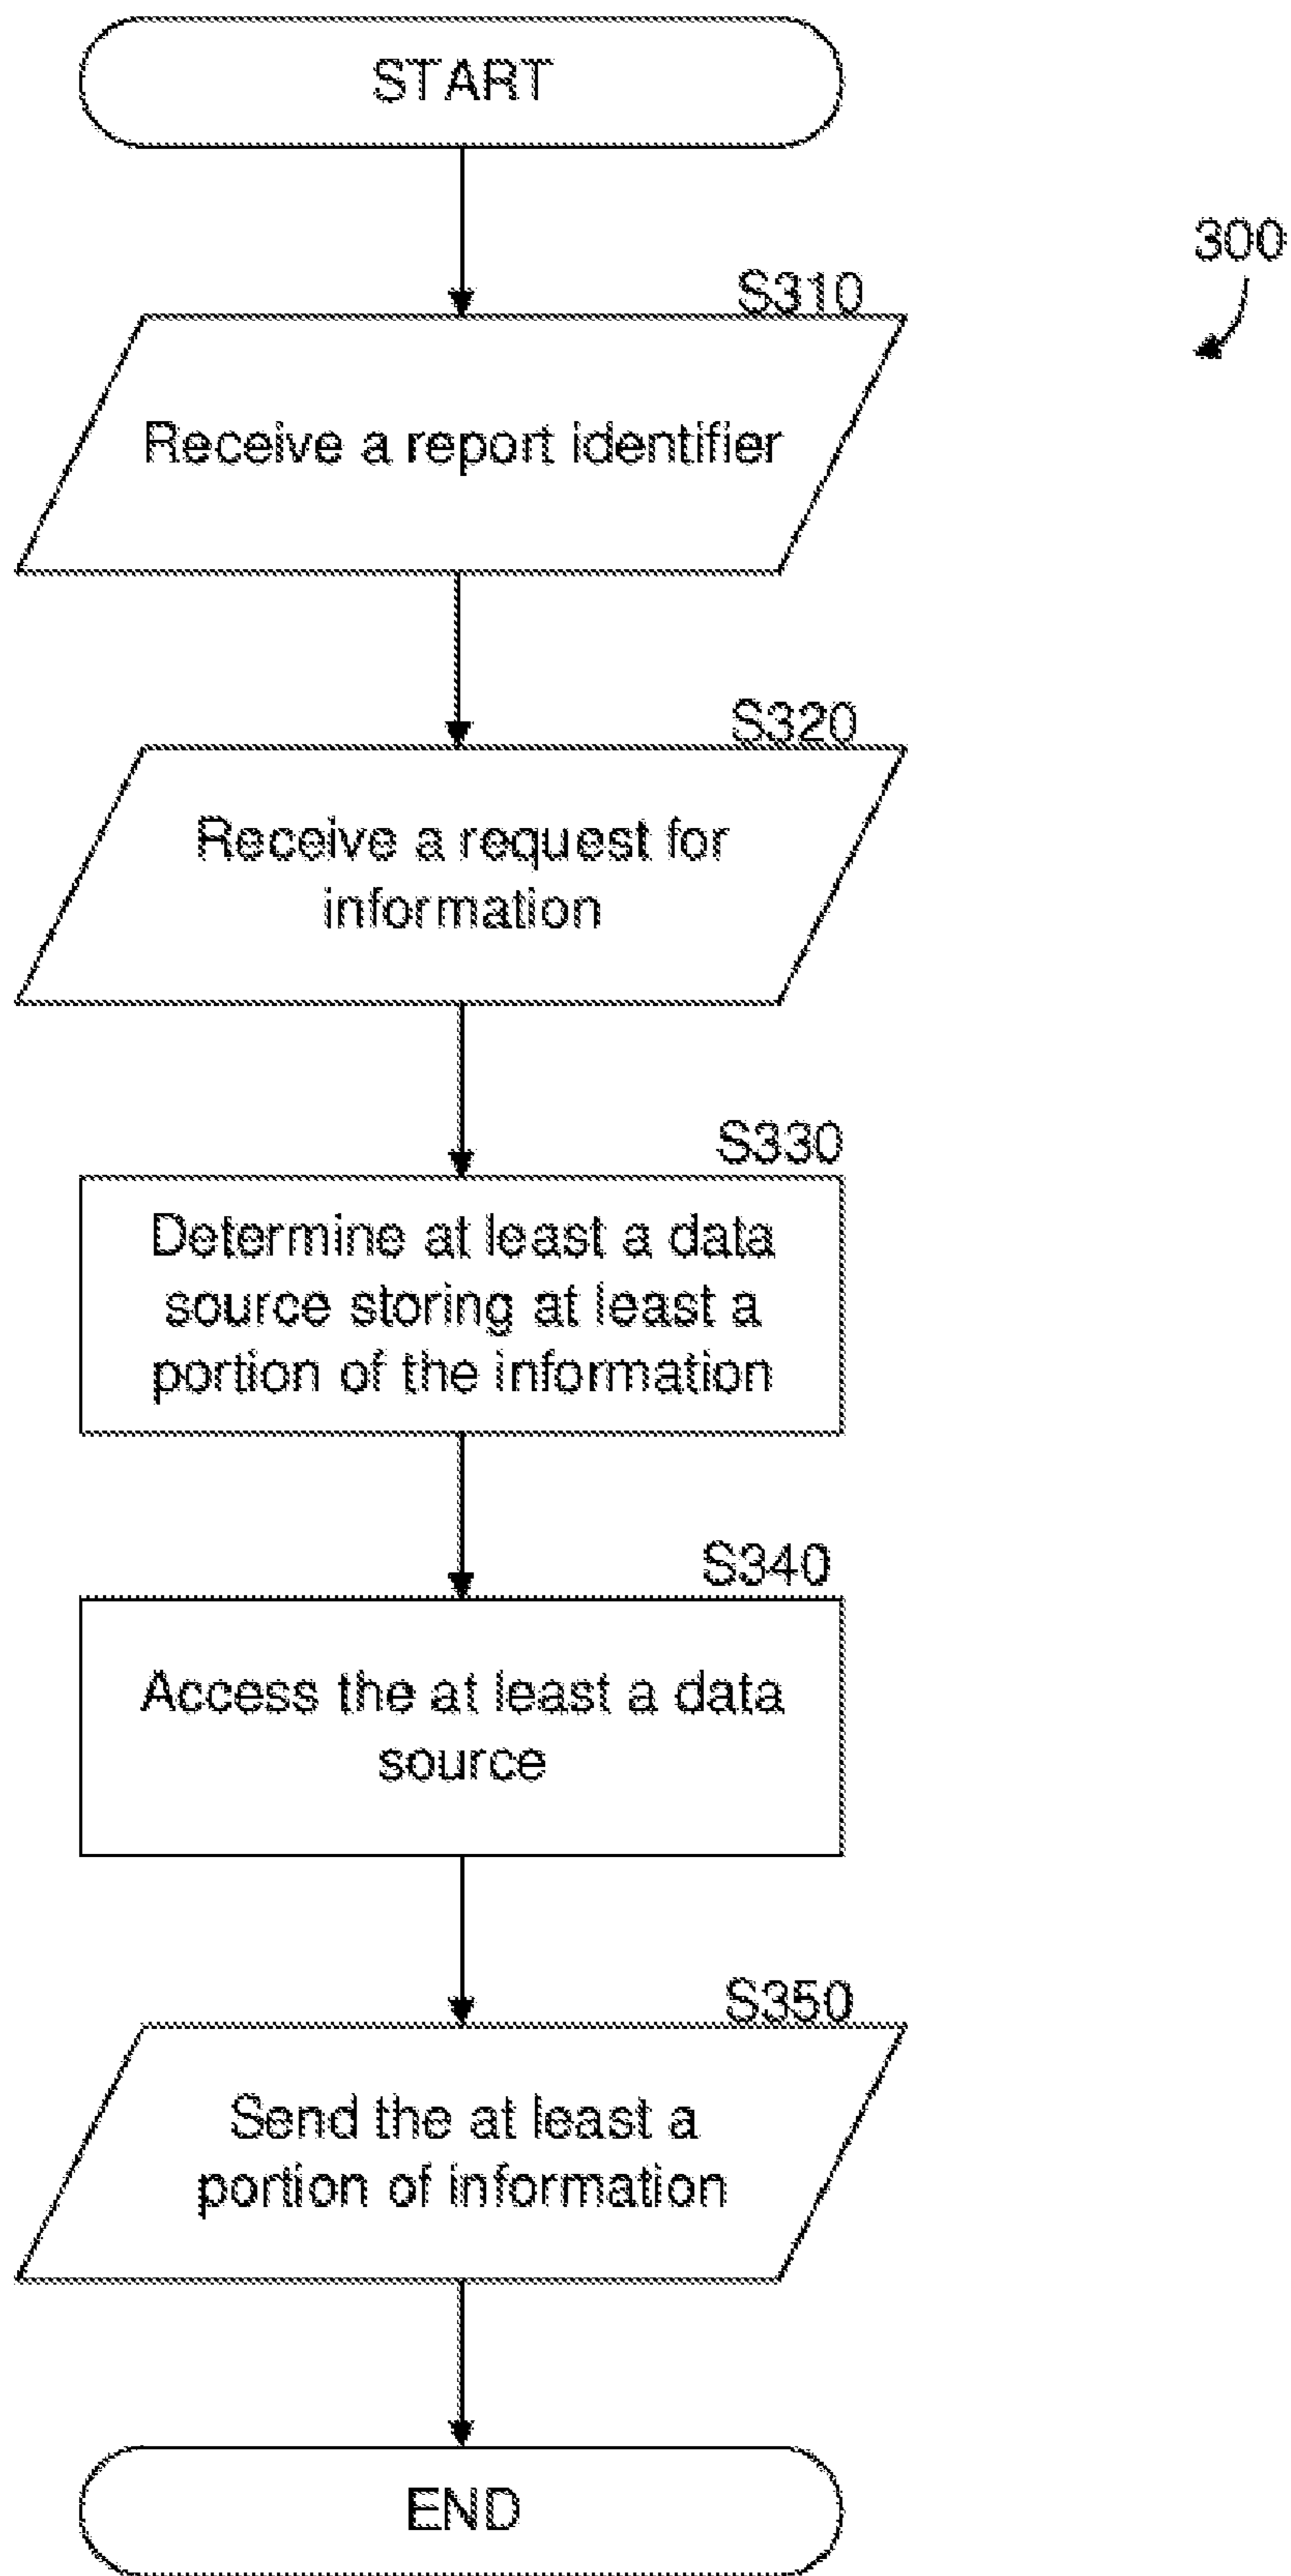 START
300
S310
Receive a report identifier
S320
Receive a request for
information
S330
Determine at least a data
source storing at least a
portion of the information
S340
Access the at least a data
source
S350
Send the at least a
portion of information
END